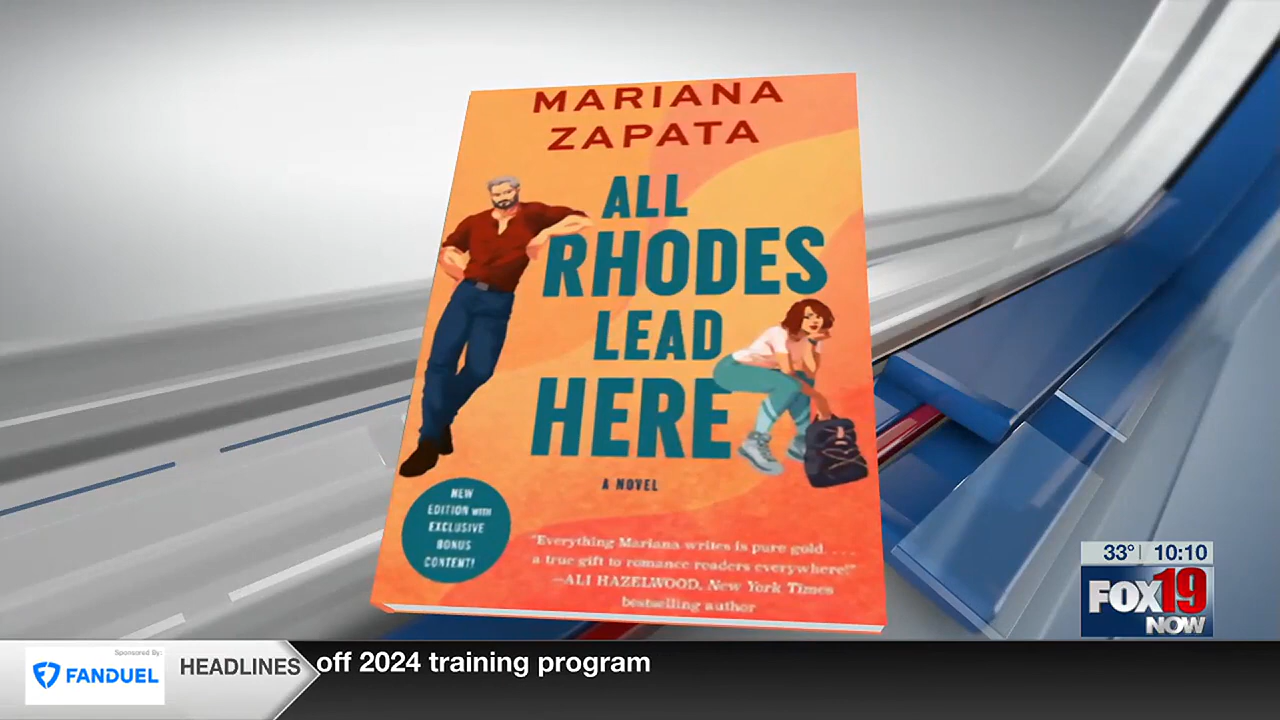 MARIANA
ZAPATA
ALL
RHODES
LEAD
HERE
A NOVEL
NEW
EDITION WITH
EXCLUSIVE
BONUS
CONTENT!
"Everything Mariana writes is pure gold. . . .
a true gift to romance readers everywhere!"
—ALI HAZELWOOD, New York Times
bestselling author
33° 10:10
FOX19
NOW
Sponsored By:
FANDUEL
HEADLINES
off 2024 training program